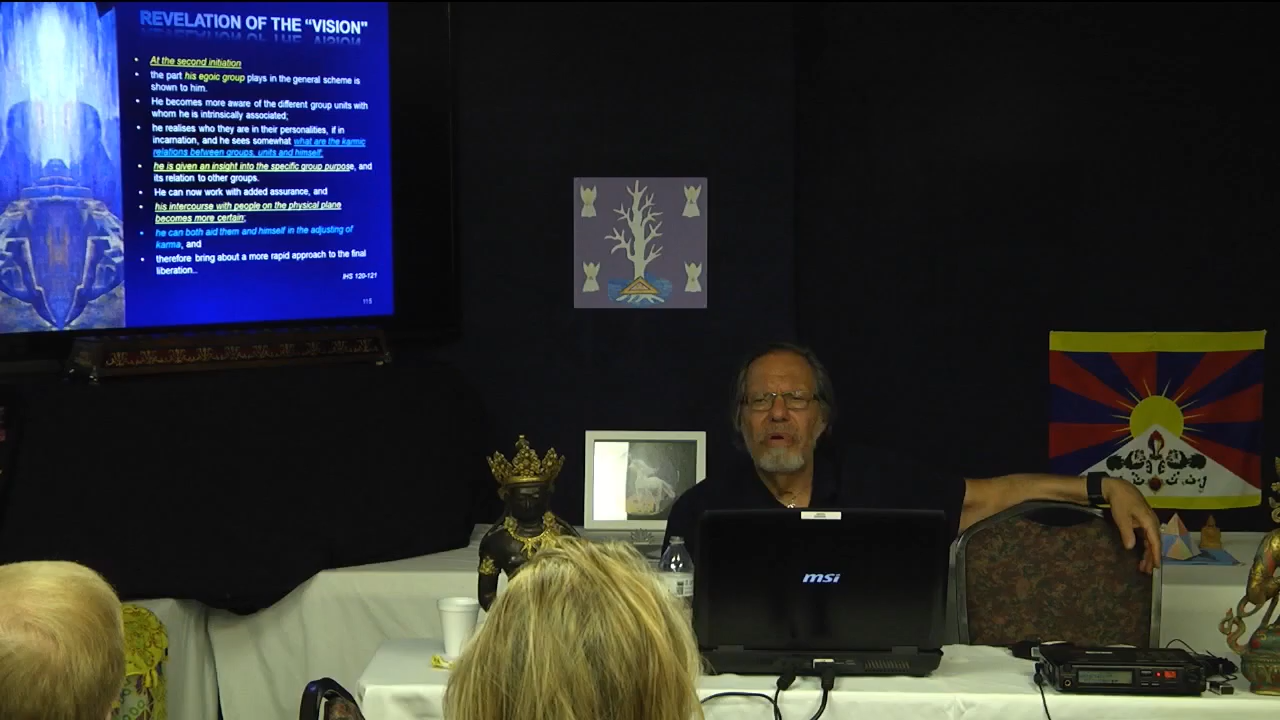 REVELATION OF THE “VISION"
• At the second initiation
• the part his egoic group plays in the general scheme is
shown to him.
• He becomes more aware of the different group units with
whom he is intrinsically associated;
• he realises who they are in their personalities, if in
incarnation, and he sees somewhat what are the karmic
relations between groups, units and himself;
• he is given an insight into the specific group purpose, and
its relation to other groups.
• He can now work with added assurance, and
• his intercourse with people on the physical plane
becomes more certain;
• he can both aid them and himself in the adjusting of
karma, and
• therefore bring about a more rapid approach to the final
liberation...
IHS 120-121
115
msi